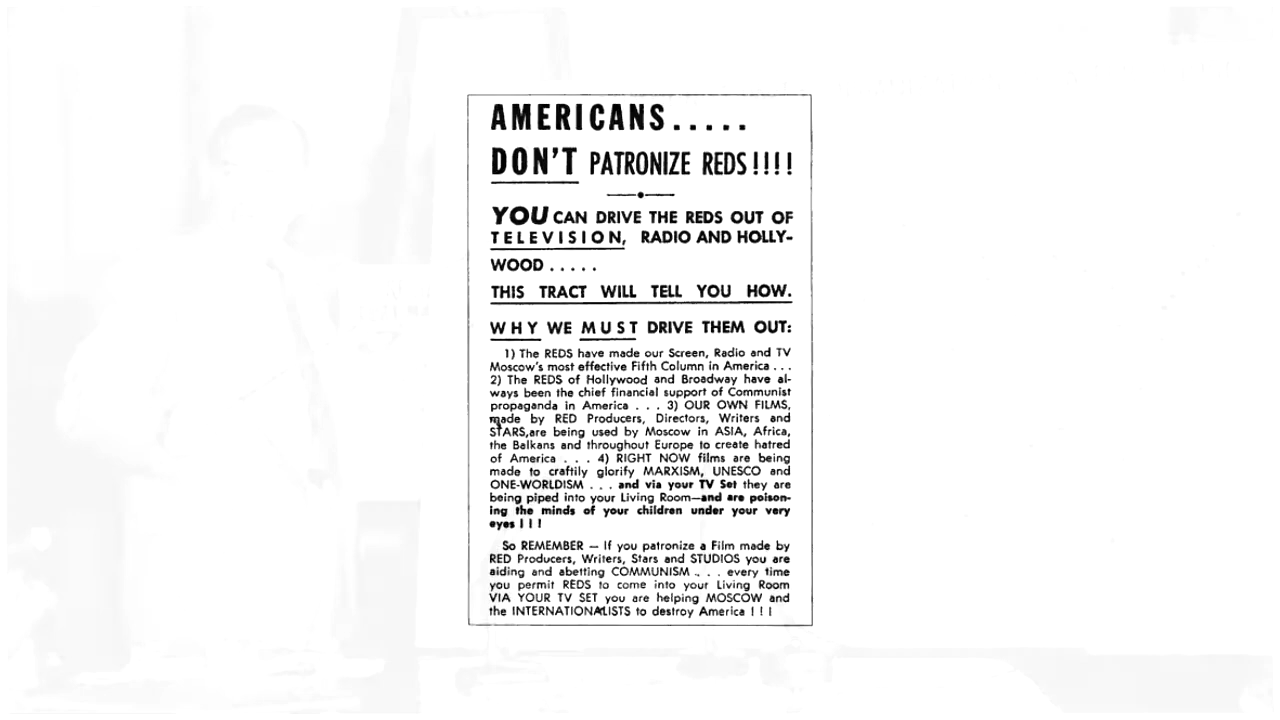 AMERICANS.....
DON'T PATRONIZE REDS!!!!
YOU CAN DRIVE THE REDS OUT OF
TELEVISION, RADIO AND HOLLY-
WOOD.....
THIS TRACT WILL TELL YOU HOW.
WHY WE MUST DRIVE THEM OUT:
1) The REDS have made our Screen, Radio and TV
Moscow's most effective Fifth Column in America . . .
2) The REDS of Hollywood and Broadway have al-
ways been the chief financial support of Communist
propaganda in America . . . 3) OUR OWN FILMS,
made by RED Producers, Directors, Writers and
STARS,are being used by Moscow in ASIA, Africa,
the Balkans and throughout Europe to create hatred
of America . . . 4) RIGHT NOW films are being
made to craftily glorify MARXISM, UNESCO and
ONE-WORLDISM . . . and via your TV Set they are
being piped into your Living Room—and are poison-
ing the minds of your children under your very
eyes ! ! !
So REMEMBER — If you patronize a Film made by
RED Producers, Writers, Stars and STUDIOS you are
aiding and abetting COMMUNISM . . . every time
you permit REDS to come into your Living Room
VIA YOUR TV SET you are helping MOSCOW and
the INTERNATIONALISTS to destroy America ! ! !